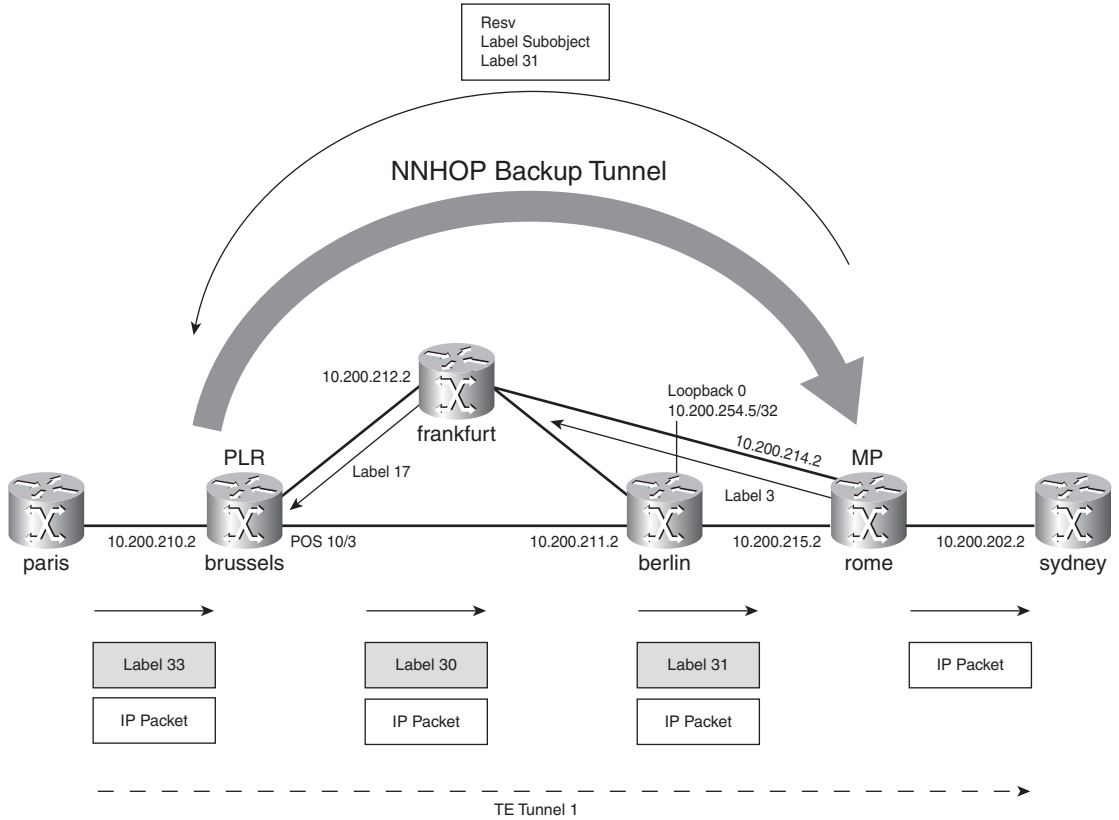 Resv
Label Subobject
Label 31
NNHOP Backup Tunnel
10.200.212.2
frankfurt
Loopback 0
10.200.254.5/32
10.200.214.2
PLR
Label 17
Label 3
MP
10.200.210.2
POS 10/3
10.200.211.2
10.200.215.2
10.200.202.2
paris
brussels
berlin
rome
sydney
Label 33
Label 30
Label 31
IP Packet
IP Packet
IP Packet
IP Packet
TE Tunnel 1